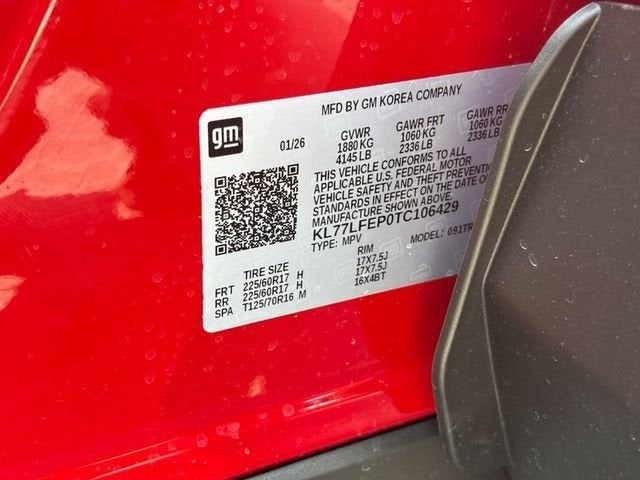 MFD BY GM KOREA COMPANY
gm
01/26
GVWR GAWR FRT GAWR RR
1880 KG 1060 KG 1060 KG
4145 LB 2336 LB 2336 LB
THIS VEHICLE CONFORMS TO ALL
APPLICABLE U.S. FEDERAL MOTOR
VEHICLE SAFETY AND THEFT
STANDARDS IN EFFECT ON THE DATE OF
MANUFACTURE SHOWN ABOVE.
KL77LFEP0TC106429
TYPE: MPV MODEL: 091TR
TIRE SIZE RIM
FRT 225/60R17 H 17X7.5J
RR 225/60R17 H 17X7.5J
SPA T125/70R16 M 16X4BT